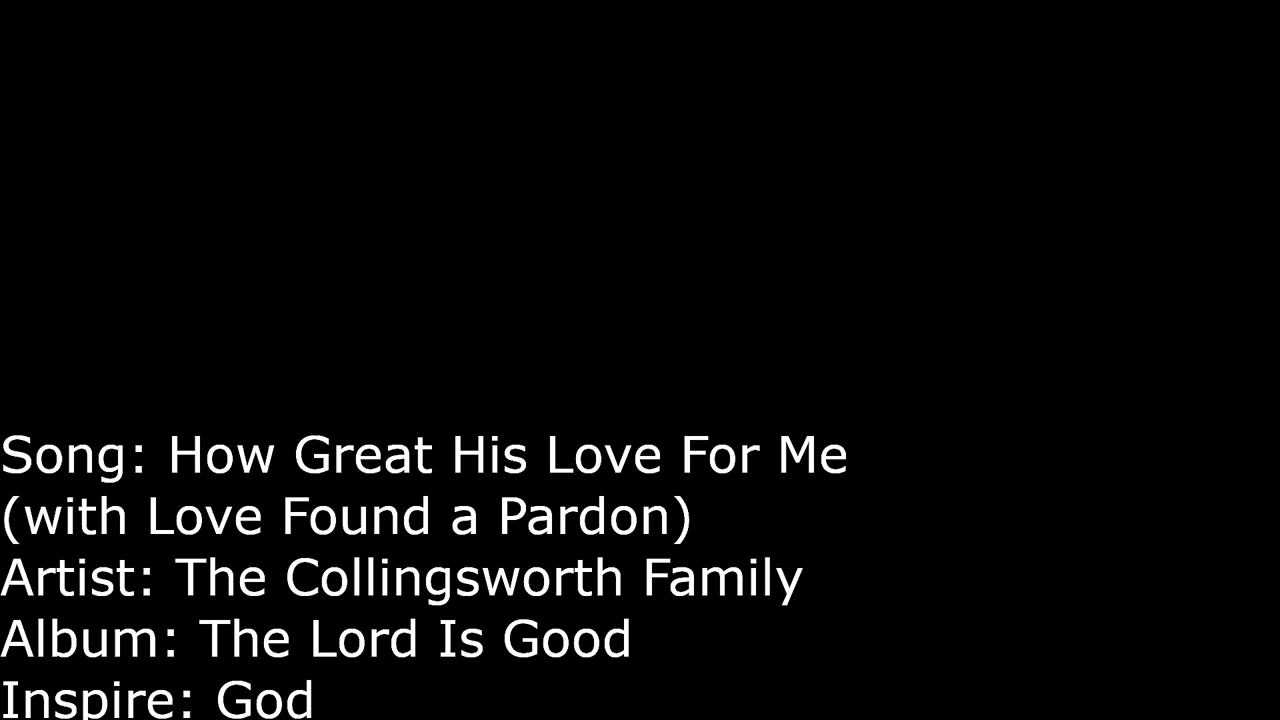 Song: How Great His Love For Me
(with Love Found a Pardon)
Artist: The Collingsworth Family
Album: The Lord Is Good
Inspire: God